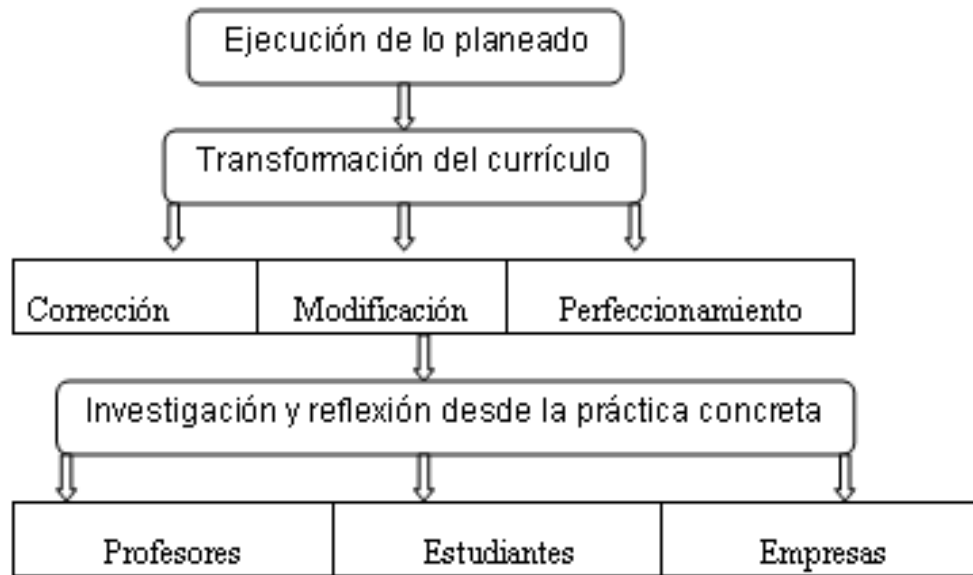 Ejecución de lo planeado
Transformación del currículo
Corrección
Modificación
Perfeccionamiento
Investigación y reflexión desde la práctica concreta
Profesores
Estudiantes
Empresas